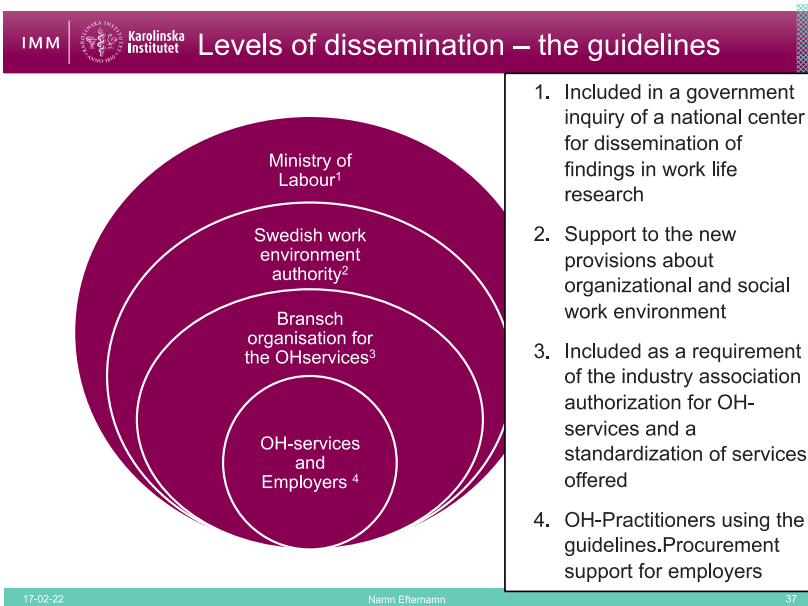 IMM
Karolinska
Institutet
KAROLINSKA INSTITUTET
ANNO 1810
Levels of dissemination – the guidelines
Ministry of
Labour¹
Swedish work
environment
authority²
Bransch
organisation for
the OHservices³
OH-services
and
Employers ⁴
1. Included in a government
inquiry of a national center
for dissemination of
findings in work life
research
2. Support to the new
provisions about
organizational and social
work environment
3. Included as a requirement
of the industry association
authorization for OH-
services and a
standardization of services
offered
4. OH-Practitioners using the
guidelines.Procurement
support for employers
17-02-22
Namn Efternamn
37